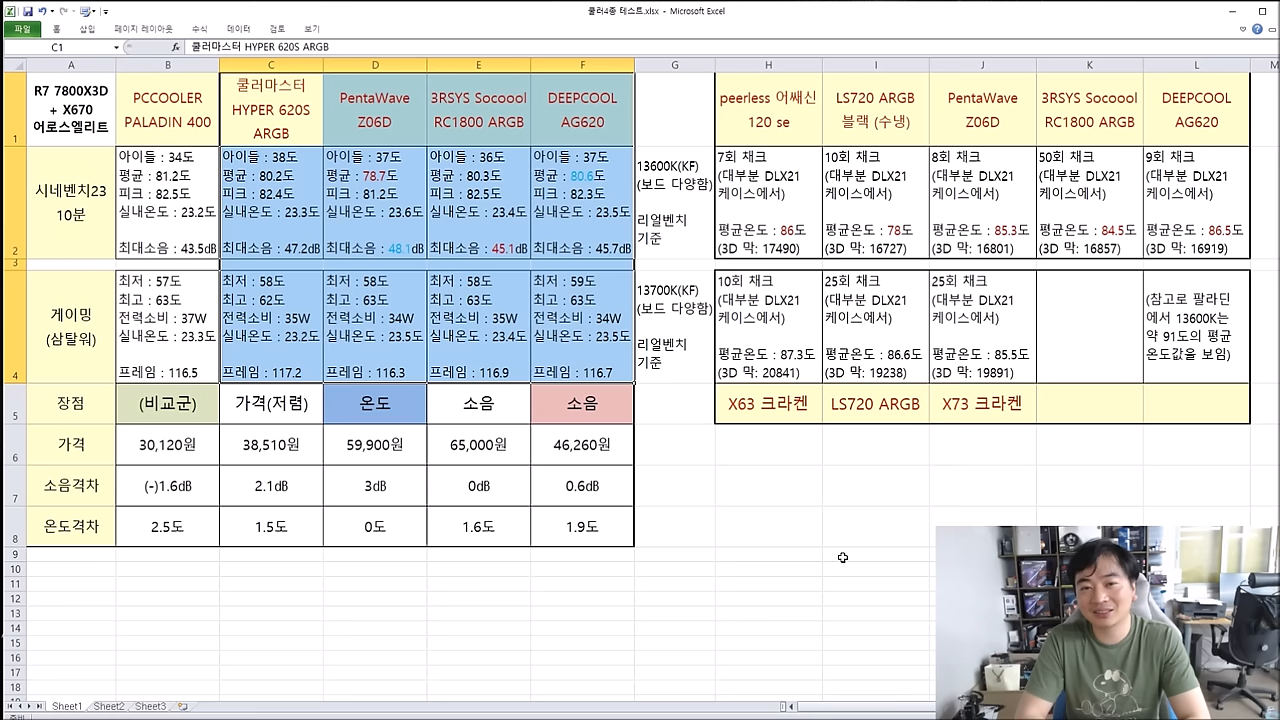 쿨러4종 테스트.xlsx - Microsoft Excel
파일 홈 삽입 페이지 레이아웃 수식 데이터 검토 보기
C1 fx 쿨러마스터 HYPER 620S ARGB
A B C D E F G H I J K L M
1
R7 7800X3D
+ X670
어로스엘리트
PCCOOLER
PALADIN 400
쿨러마스터
HYPER 620S
ARGB
PentaWave
Z06D
3RSYS Socoool
RC1800 ARGB
DEEPCOOL
AG620
peerless 어쌔신
120 se
LS720 ARGB
블랙 (수냉)
PentaWave
Z06D
3RSYS Socoool
RC1800 ARGB
DEEPCOOL
AG620
2
시네벤치23
10분
아이들 : 34도
평균 : 81.2도
피크 : 82.5도
실내온도 : 23.2도
최대소음 : 43.5dB
아이들 : 38도
평균 : 80.2도
피크 : 82.4도
실내온도 : 23.3도
최대소음 : 47.2dB
아이들 : 37도
평균 : 78.7도
피크 : 81.2도
실내온도 : 23.6도
최대소음 : 48.1dB
아이들 : 36도
평균 : 80.3도
피크 : 82.5도
실내온도 : 23.4도
최대소음 : 45.1dB
아이들 : 37도
평균 : 80.6도
피크 : 82.3도
실내온도 : 23.5도
최대소음 : 45.7dB
13600K(KF)
(보드 다양함)
리얼벤치
기준
7회 채크
(대부분 DLX21
케이스에서)
평균온도 : 86도
(3D 막: 17490)
10회 채크
(대부분 DLX21
케이스에서)
평균온도 : 78도
(3D 막: 16727)
8회 채크
(대부분 DLX21
케이스에서)
평균온도 : 85.3도
(3D 막: 16801)
50회 채크
(대부분 DLX21
케이스에서)
평균온도 : 84.5도
(3D 막: 16857)
9회 채크
(대부분 DLX21
케이스에서)
평균온도 : 86.5도
(3D 막: 16919)
3
4
게이밍
(삼탈워)
최저 : 57도
최고 : 63도
전력소비 : 37W
실내온도 : 23.3도
프레임 : 116.5
최저 : 58도
최고 : 62도
전력소비 : 35W
실내온도 : 23.2도
프레임 : 117.2
최저 : 58도
최고 : 63도
전력소비 : 34W
실내온도 : 23.5도
프레임 : 116.3
최저 : 58도
최고 : 63도
전력소비 : 35W
실내온도 : 23.4도
프레임 : 116.9
최저 : 59도
최고 : 63도
전력소비 : 34W
실내온도 : 23.5도
프레임 : 116.7
13700K(KF)
(보드 다양함)
리얼벤치
기준
10회 채크
(대부분 DLX21
케이스에서)
평균온도 : 87.3도
(3D 막: 20841)
25회 채크
(대부분 DLX21
케이스에서)
평균온도 : 86.6도
(3D 막: 19238)
25회 채크
(대부분 DLX21
케이스에서)
평균온도 : 85.5도
(3D 막: 19891)
(참고로 팔라딘
에서 13600K는
약 91도의 평균
온도값을 보임)
5 장점 (비교군) 가격(저렴) 온도 소음 소음 X63 크라켄 LS720 ARGB X73 크라켄
6 가격 30,120원 38,510원 59,900원 65,000원 46,260원
7 소음격차 (-)1.6dB 2.1dB 3dB 0dB 0.6dB
8 온도격차 2.5도 1.5도 0도 1.6도 1.9도
9
10
11
12
13
14
15
16
17
18
Sheet1 Sheet2 Sheet3